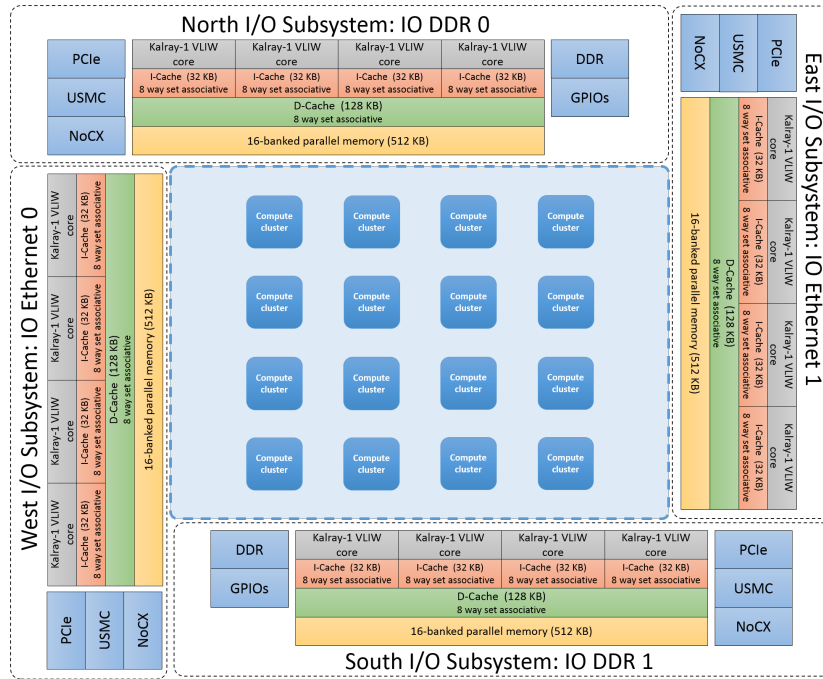 North I/O Subsystem: IO DDR 0
PCIe
USMC
NoCX
Kalray-1 VLIW
core
Kalray-1 VLIW
core
Kalray-1 VLIW
core
Kalray-1 VLIW
core
I-Cache (32 KB)
8 way set associative
I-Cache (32 KB)
8 way set associative
I-Cache (32 KB)
8 way set associative
I-Cache (32 KB)
8 way set associative
D-Cache (128 KB)
8 way set associative
16-banked parallel memory (512 KB)
DDR
GPIOs
East I/O Subsystem: IO Ethernet 1
PCIe
USMC
NoCX
Kalray-1 VLIW
core
Kalray-1 VLIW
core
Kalray-1 VLIW
core
Kalray-1 VLIW
core
I-Cache (32 KB)
8 way set associative
I-Cache (32 KB)
8 way set associative
I-Cache (32 KB)
8 way set associative
I-Cache (32 KB)
8 way set associative
D-Cache (128 KB)
8 way set associative
16-banked parallel memory (512 KB)
West I/O Subsystem: IO Ethernet 0
Kalray-1 VLIW
core
Kalray-1 VLIW
core
Kalray-1 VLIW
core
Kalray-1 VLIW
core
I-Cache (32 KB)
8 way set associative
I-Cache (32 KB)
8 way set associative
I-Cache (32 KB)
8 way set associative
I-Cache (32 KB)
8 way set associative
D-Cache (128 KB)
8 way set associative
16-banked parallel memory (512 KB)
PCIe
USMC
NoCX
Compute
cluster
Compute
cluster
Compute
cluster
Compute
cluster
Compute
cluster
Compute
cluster
Compute
cluster
Compute
cluster
Compute
cluster
Compute
cluster
Compute
cluster
Compute
cluster
Compute
cluster
Compute
cluster
Compute
cluster
Compute
cluster
DDR
GPIOs
Kalray-1 VLIW
core
Kalray-1 VLIW
core
Kalray-1 VLIW
core
Kalray-1 VLIW
core
I-Cache (32 KB)
8 way set associative
I-Cache (32 KB)
8 way set associative
I-Cache (32 KB)
8 way set associative
I-Cache (32 KB)
8 way set associative
D-Cache (128 KB)
8 way set associative
16-banked parallel memory (512 KB)
PCIe
USMC
NoCX
South I/O Subsystem: IO DDR 1